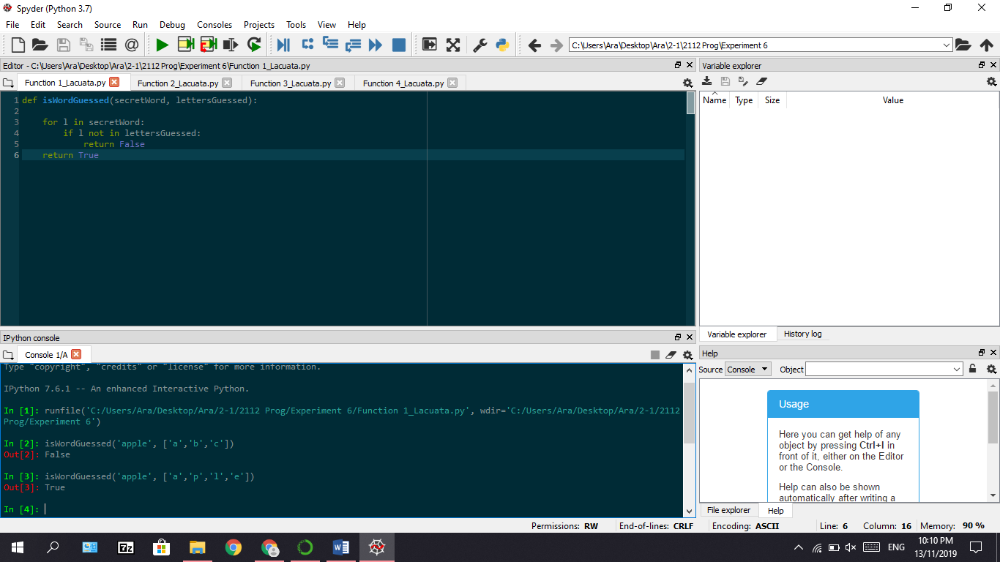 Spyder (Python 3.7)
File Edit Search Source Run Debug Consoles Projects Tools View Help
C:\Users\Ara\Desktop\Ara\2-1\2112 Prog\Experiment 6
Editor - C:\Users\Ara\Desktop\Ara\2-1\2112 Prog\Experiment 6\Function 1_Lacuata.py
Function 1_Lacuata.py Function 2_Lacuata.py Function 3_Lacuata.py Function 4_Lacuata.py
1 def isWordGuessed(secretWord, lettersGuessed):
2
3     for l in secretWord:
4         if l not in lettersGuessed:
5             return False
6     return True
Variable explorer
Name Type Size Value
Variable explorer History log
IPython console
Console 1/A
Type "copyright", "credits" or "license" for more information.
IPython 7.6.1 -- An enhanced Interactive Python.
In [1]: runfile('C:/Users/Ara/Desktop/Ara/2-1/2112 Prog/Experiment 6/Function 1_Lacuata.py', wdir='C:/Users/Ara/Desktop/Ara/2-1/2112
Prog/Experiment 6')
In [2]: isWordGuessed('apple', ['a','b','c'])
Out[2]: False
In [3]: isWordGuessed('apple', ['a','p','l','e'])
Out[3]: True
In [4]:
Help
Source Console Object
Usage
Here you can get help of any
object by pressing Ctrl+I in
front of it, either on the Editor
or the Console.
Help can also be shown
automatically after writing a
File explorer Help
Permissions: RW End-of-lines: CRLF Encoding: ASCII Line: 6 Column: 16 Memory: 90 %
7z W ENG 10:10 PM
13/11/2019